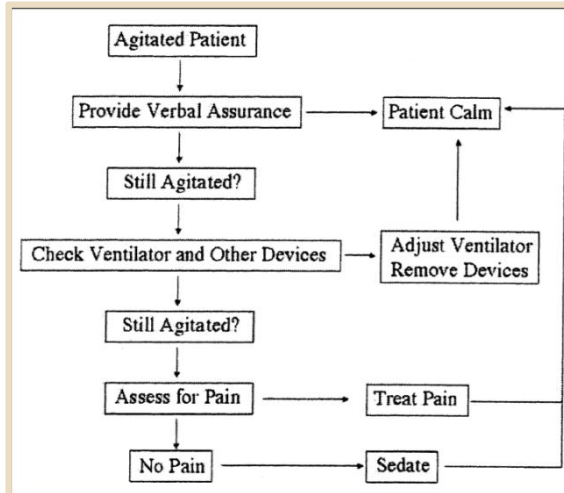 Agitated Patient
Provide Verbal Assurance
Patient Calm
Still Agitated?
Check Ventilator and Other Devices
Adjust Ventilator
Remove Devices
Still Agitated?
Assess for Pain
Treat Pain
No Pain
Sedate